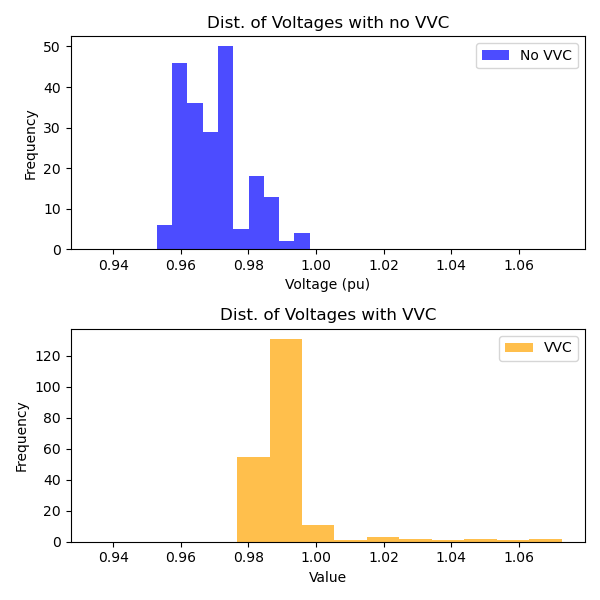 Dist. of Voltages with no VVC
50
40
30
20
10
0
Frequency
No VVC
0.94 0.96 0.98 1.00 1.02 1.04 1.06
Voltage (pu)
Dist. of Voltages with VVC
120
100
80
60
40
20
0
Frequency
VVC
0.94 0.96 0.98 1.00 1.02 1.04 1.06
Value